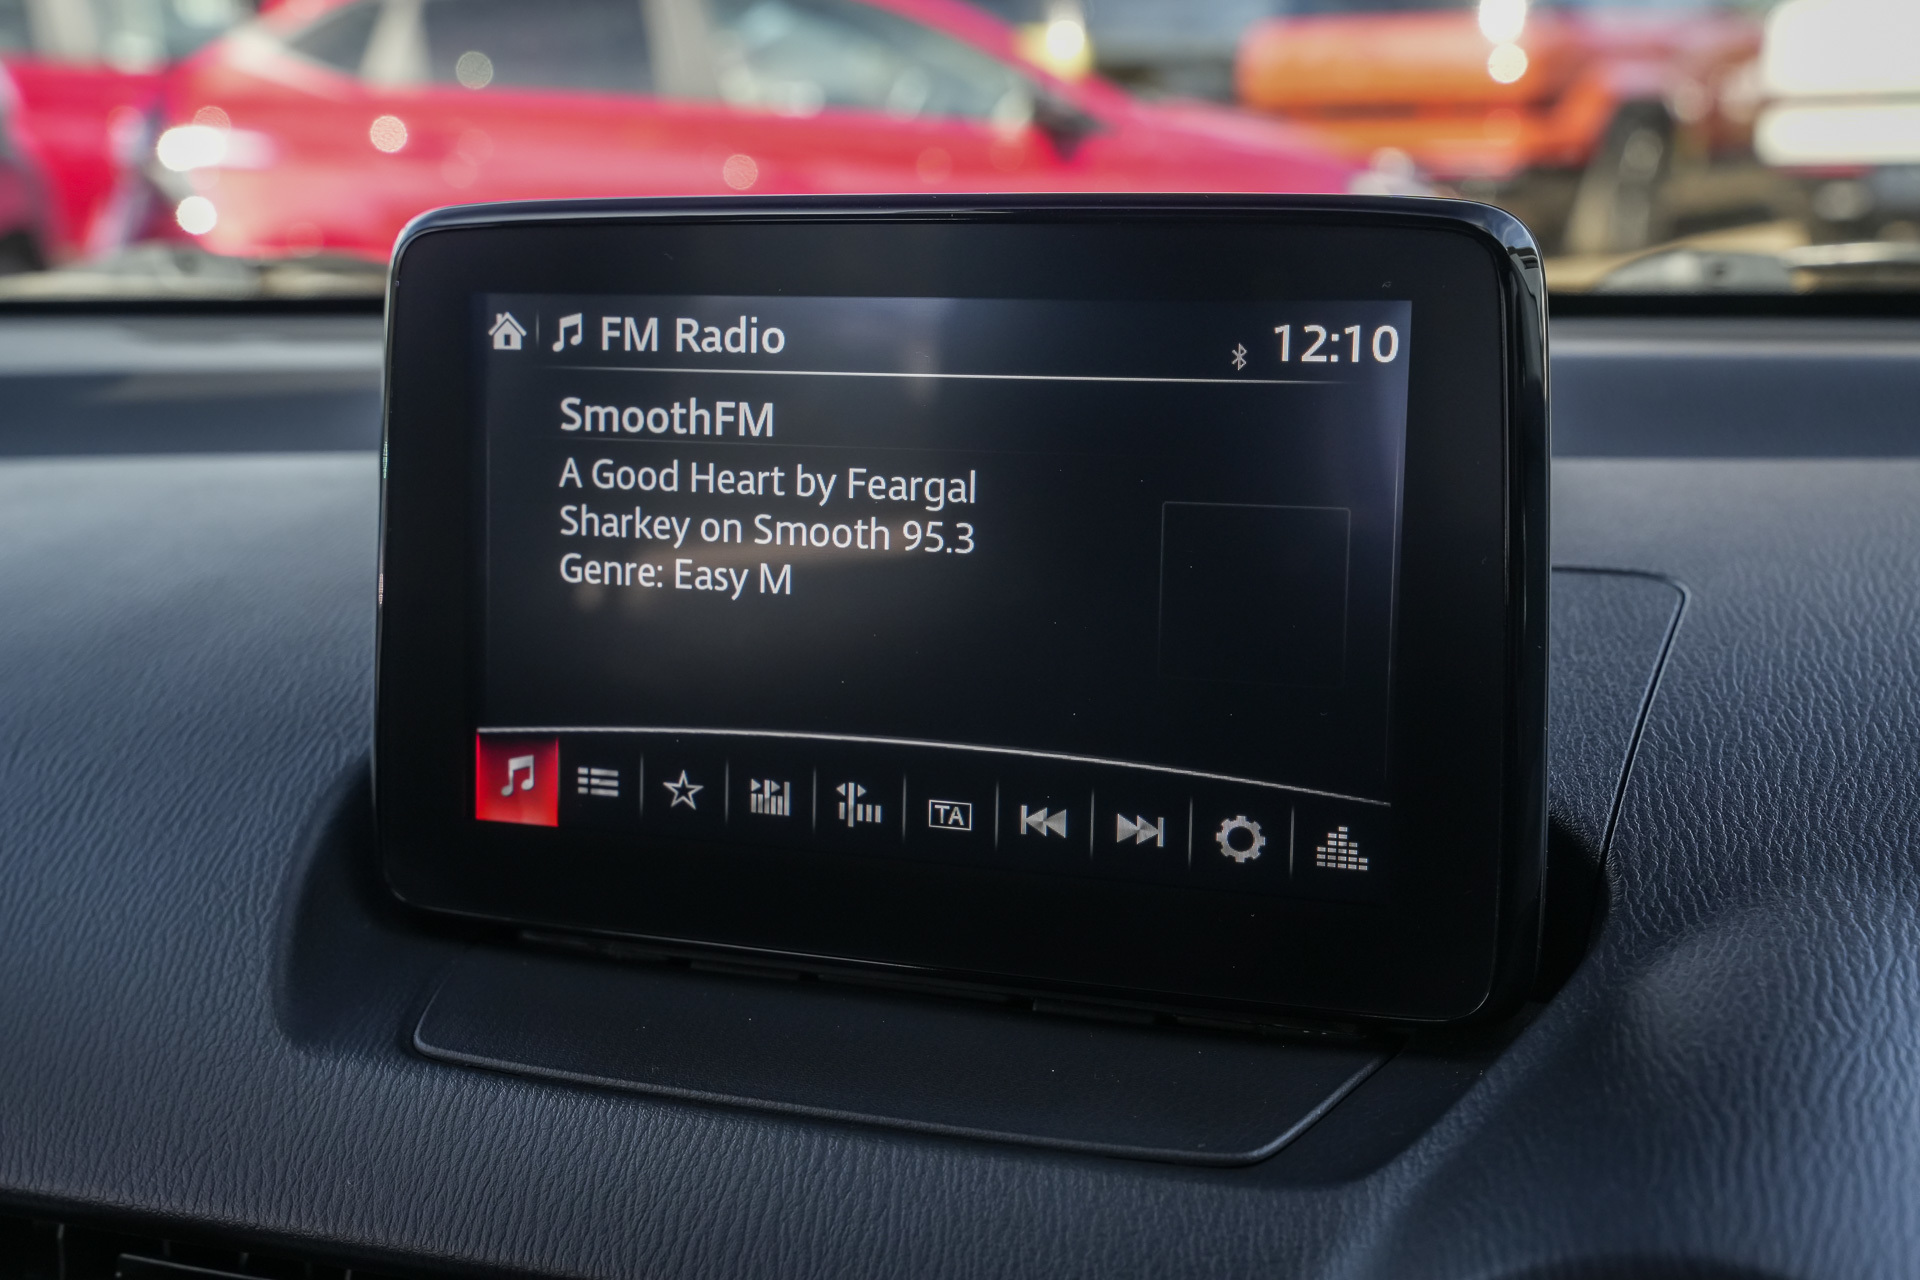 FM Radio
12:10
SmoothFM
A Good Heart by Feargal
Sharkey on Smooth 95.3
Genre: Easy M
TA